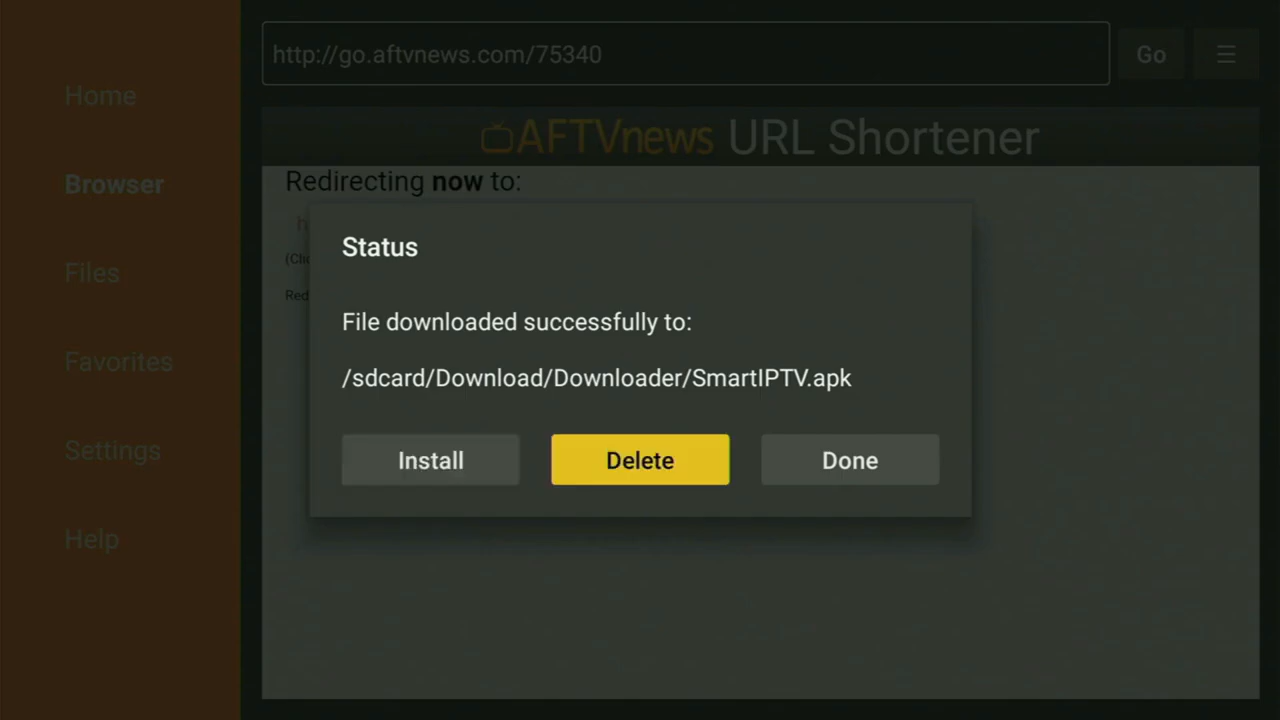 http://go.aftvnews.com/75340
Go
Home
AFTVnews URL Shortener
Browser
Redirecting now to:
Status
Files
File downloaded successfully to:
Favorites
/sdcard/Download/Downloader/SmartIPTV.apk
Settings
Install
Delete
Done
Help